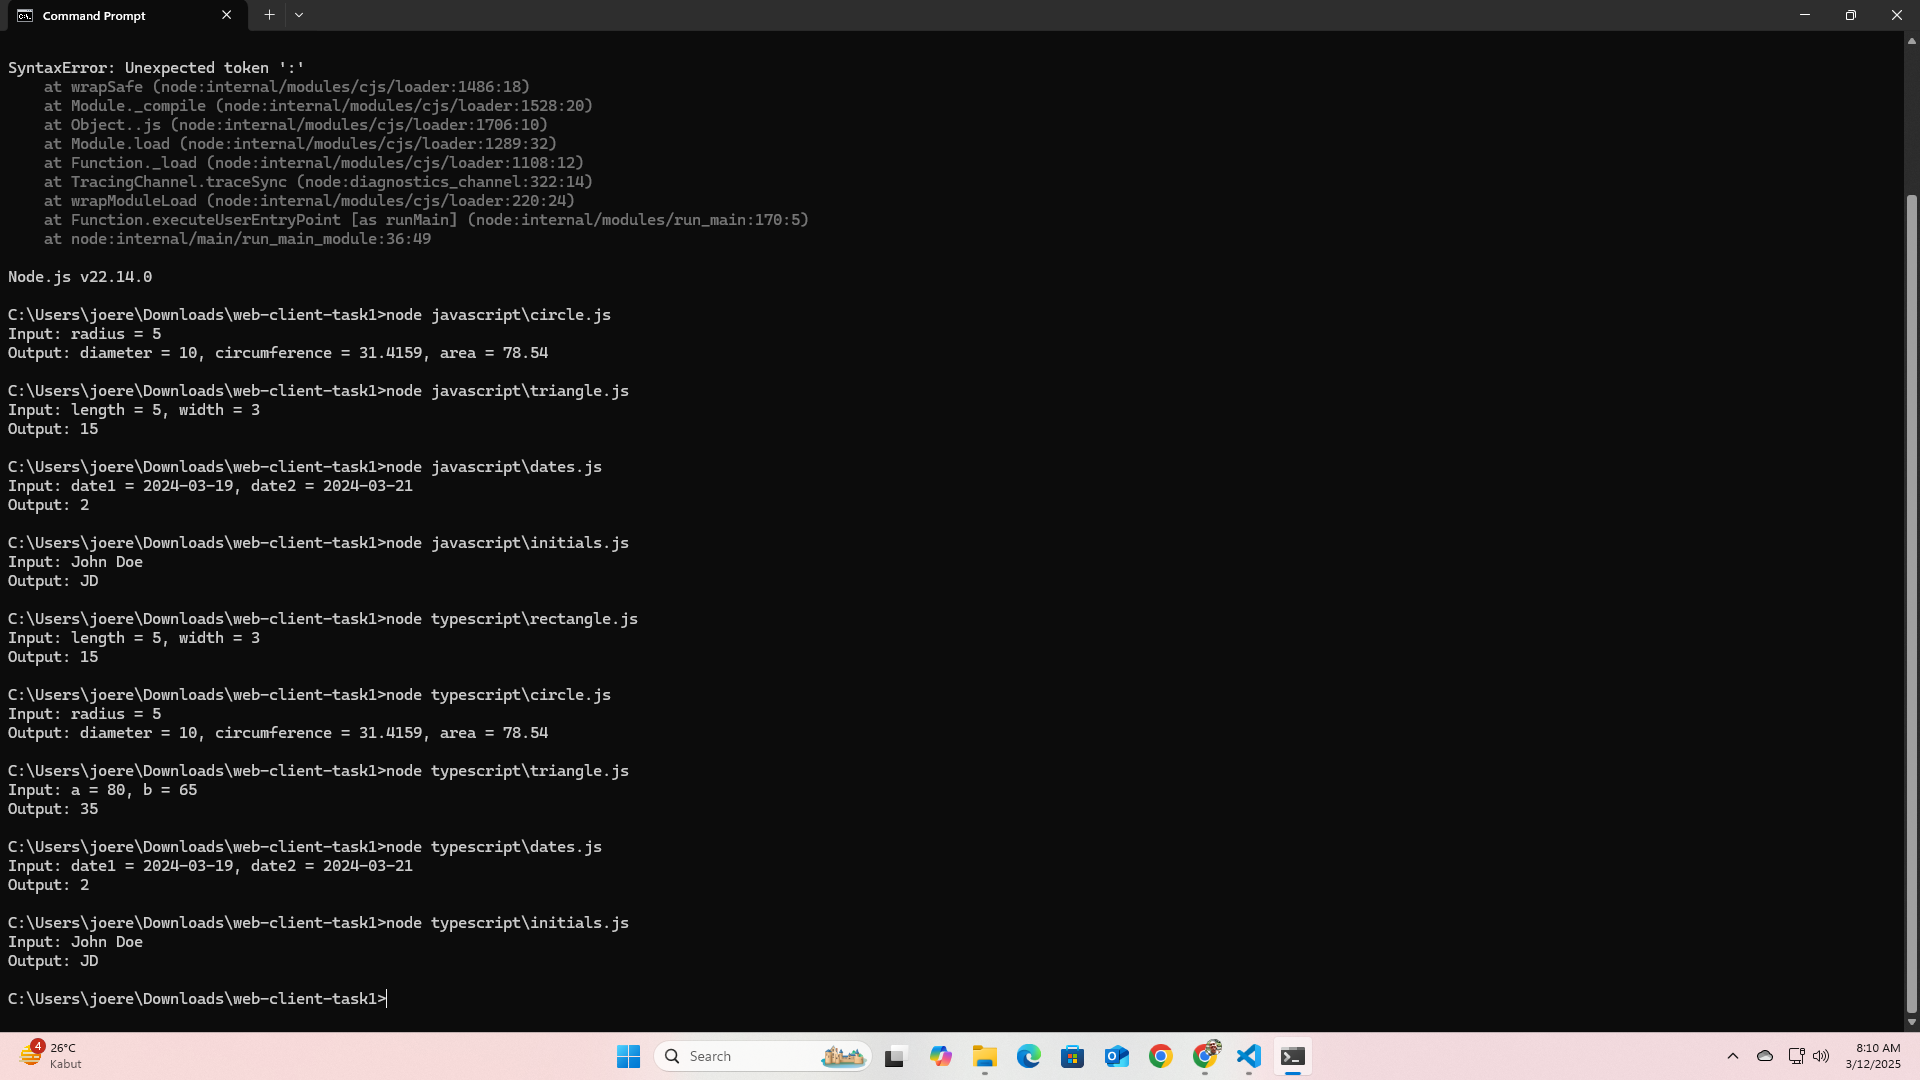 Command Prompt
SyntaxError: Unexpected token ':'
at wrapSafe (node:internal/modules/cjs/loader:1486:18)
at Module._compile (node:internal/modules/cjs/loader:1528:20)
at Object..js (node:internal/modules/cjs/loader:1706:10)
at Module.load (node:internal/modules/cjs/loader:1289:32)
at Function._load (node:internal/modules/cjs/loader:1108:12)
at TracingChannel.traceSync (node:diagnostics_channel:322:14)
at wrapModuleLoad (node:internal/modules/cjs/loader:220:24)
at Function.executeUserEntryPoint [as runMain] (node:internal/modules/run_main:170:5)
at node:internal/main/run_main_module:36:49
Node.js v22.14.0
C:\Users\joere\Downloads\web-client-task1>node javascript\circle.js
Input: radius = 5
Output: diameter = 10, circumference = 31.4159, area = 78.54
C:\Users\joere\Downloads\web-client-task1>node javascript\triangle.js
Input: length = 5, width = 3
Output: 15
C:\Users\joere\Downloads\web-client-task1>node javascript\dates.js
Input: date1 = 2024-03-19, date2 = 2024-03-21
Output: 2
C:\Users\joere\Downloads\web-client-task1>node javascript\initials.js
Input: John Doe
Output: JD
C:\Users\joere\Downloads\web-client-task1>node typescript\rectangle.js
Input: length = 5, width = 3
Output: 15
C:\Users\joere\Downloads\web-client-task1>node typescript\circle.js
Input: radius = 5
Output: diameter = 10, circumference = 31.4159, area = 78.54
C:\Users\joere\Downloads\web-client-task1>node typescript\triangle.js
Input: a = 80, b = 65
Output: 35
C:\Users\joere\Downloads\web-client-task1>node typescript\dates.js
Input: date1 = 2024-03-19, date2 = 2024-03-21
Output: 2
C:\Users\joere\Downloads\web-client-task1>node typescript\initials.js
Input: John Doe
Output: JD
C:\Users\joere\Downloads\web-client-task1>
4
26°C
Kabut
Search
8:10 AM
3/12/2025